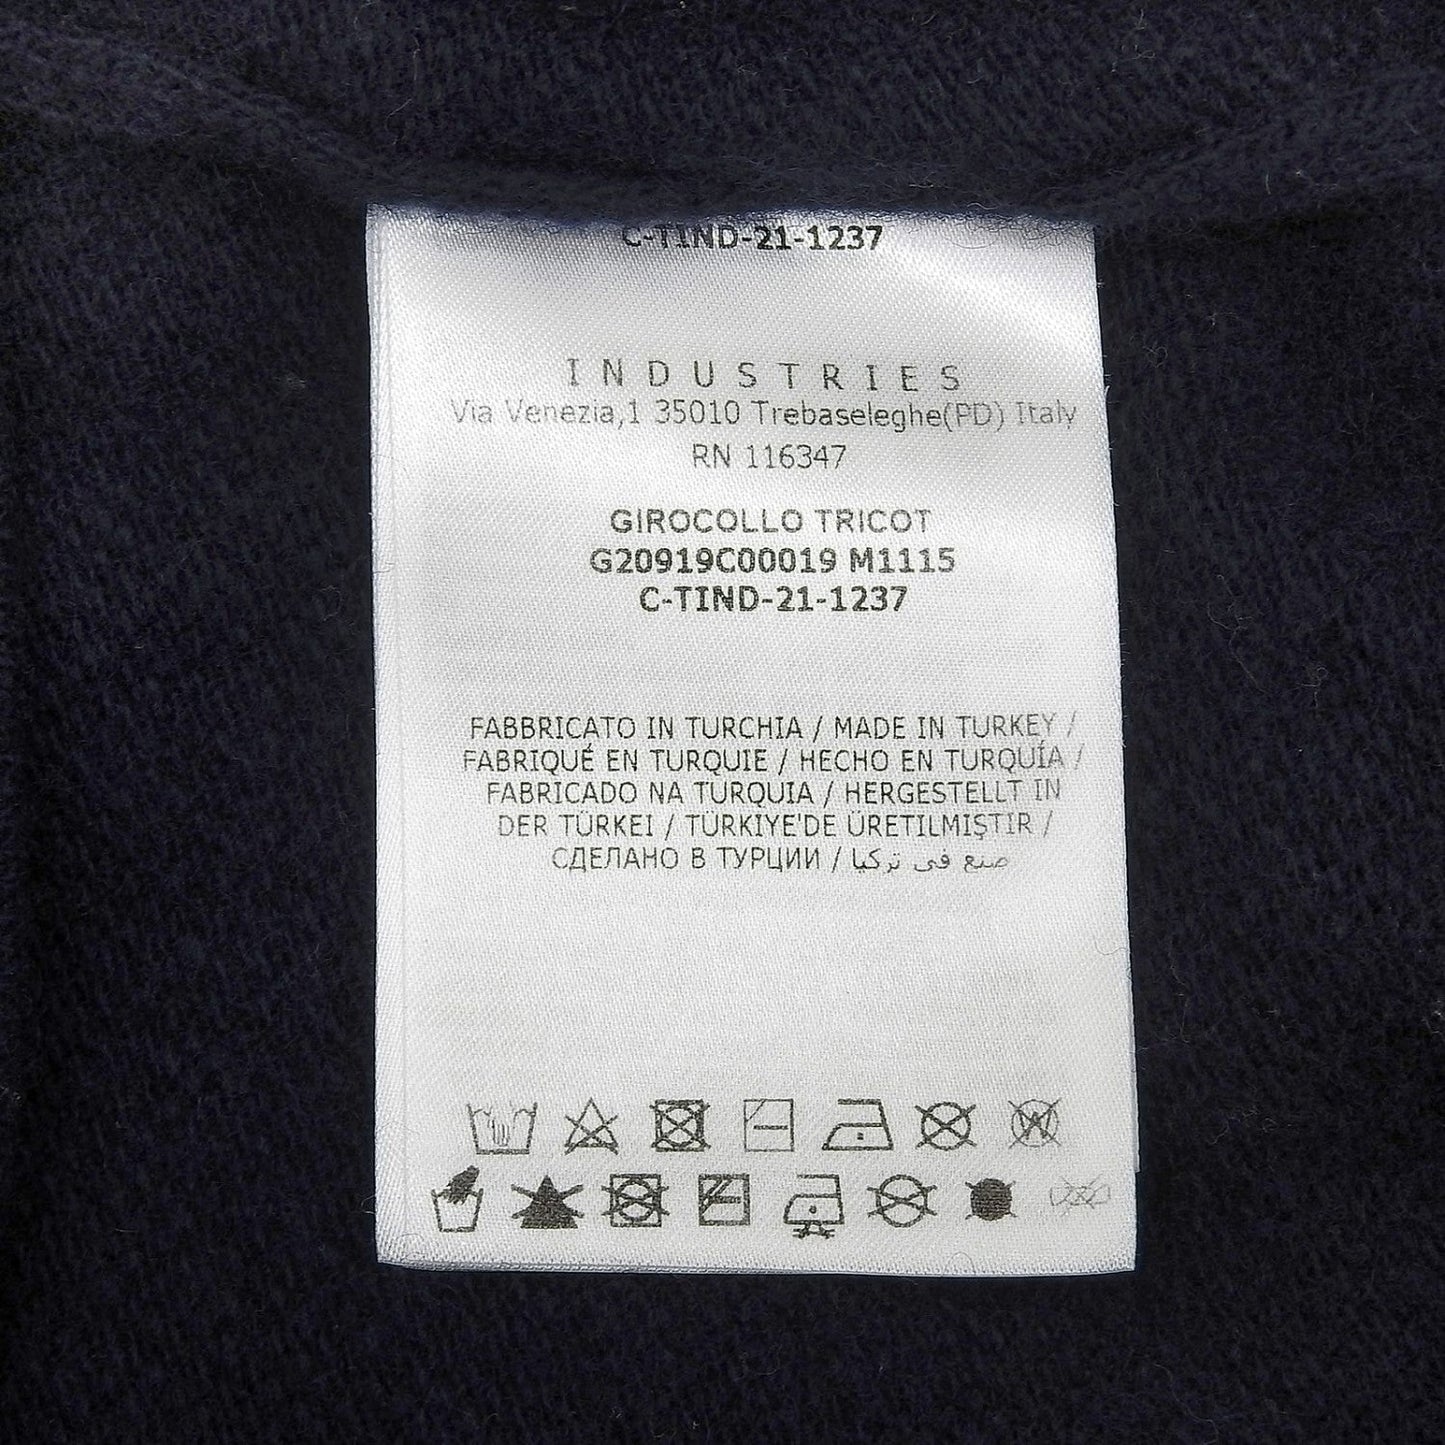 C-TIND-21-1237
INDUSTRIES
Via Venezia,1 35010 Trebaseleghe(PD) Italy
RN 116347
GIROCOLLO TRICOT
G20919C00019 M1115
C-TIND-21-1237
FABBRICATO IN TURCHIA / MADE IN TURKEY /
FABRIQUÉ EN TURQUIE / HECHO EN TURQUÍA /
FABRICADO NA TURQUIA / HERGESTELLT IN
DER TÜRKEI / TÜRKİYE'DE ÜRETILMIŞTIR /
СДЕЛАНО В ТУРЦИИ / صنع في تركيا
W